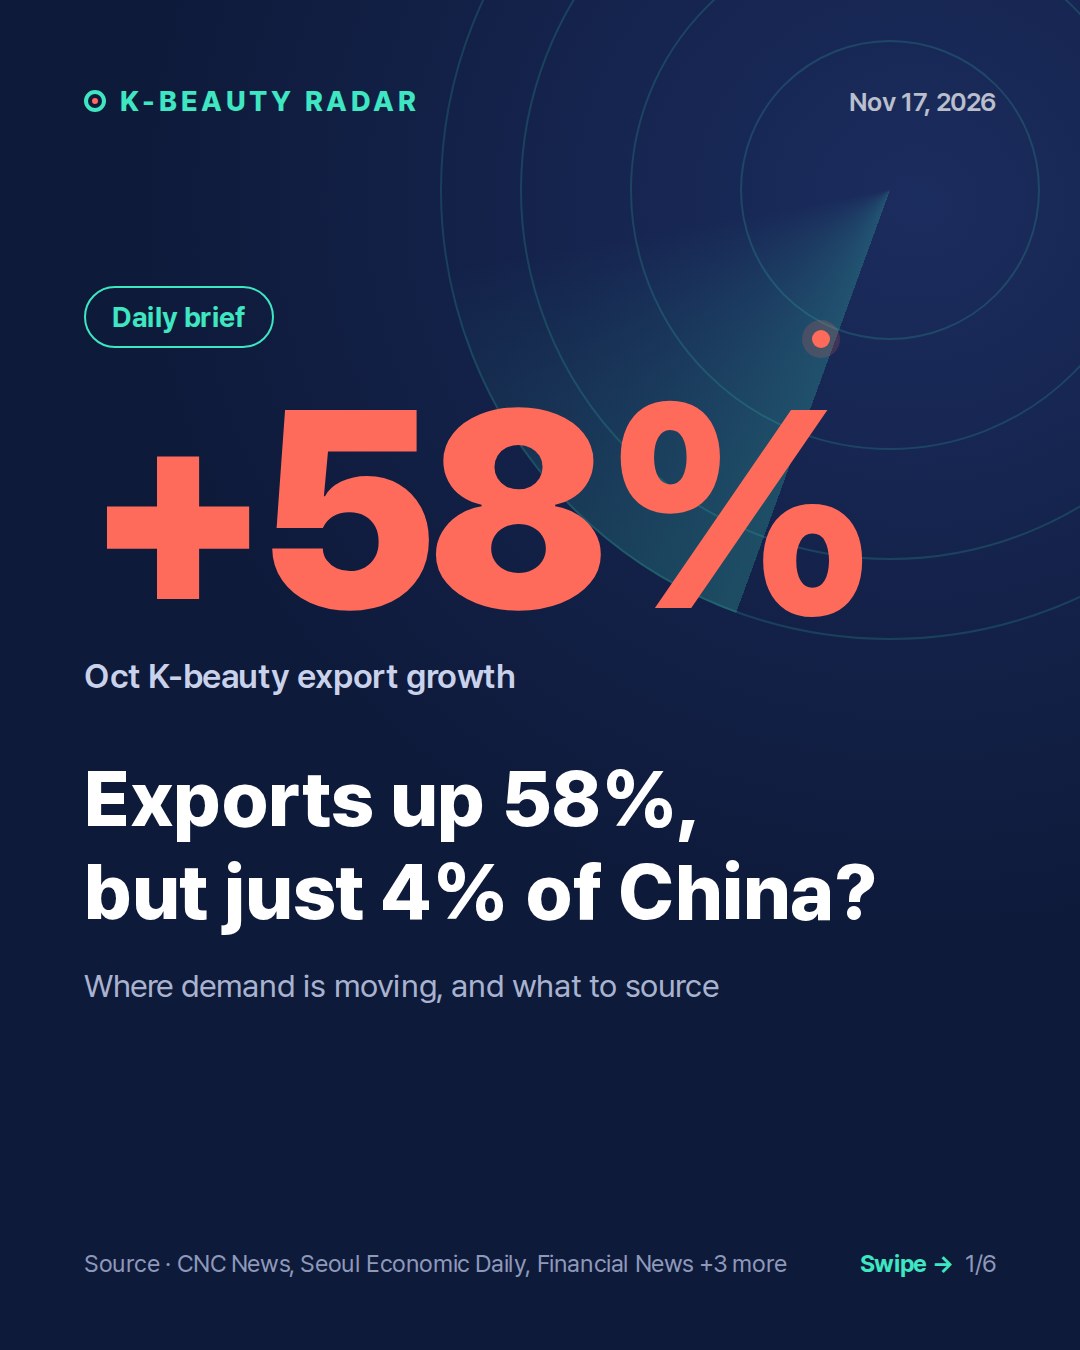 K-BEAUTY RADAR
Nov 17, 2026
Daily brief
+58%
Oct K-beauty export growth
Exports up 58%,
but just 4% of China?
Where demand is moving, and what to source
Source · CNC News, Seoul Economic Daily, Financial News +3 more
Swipe → 1/6